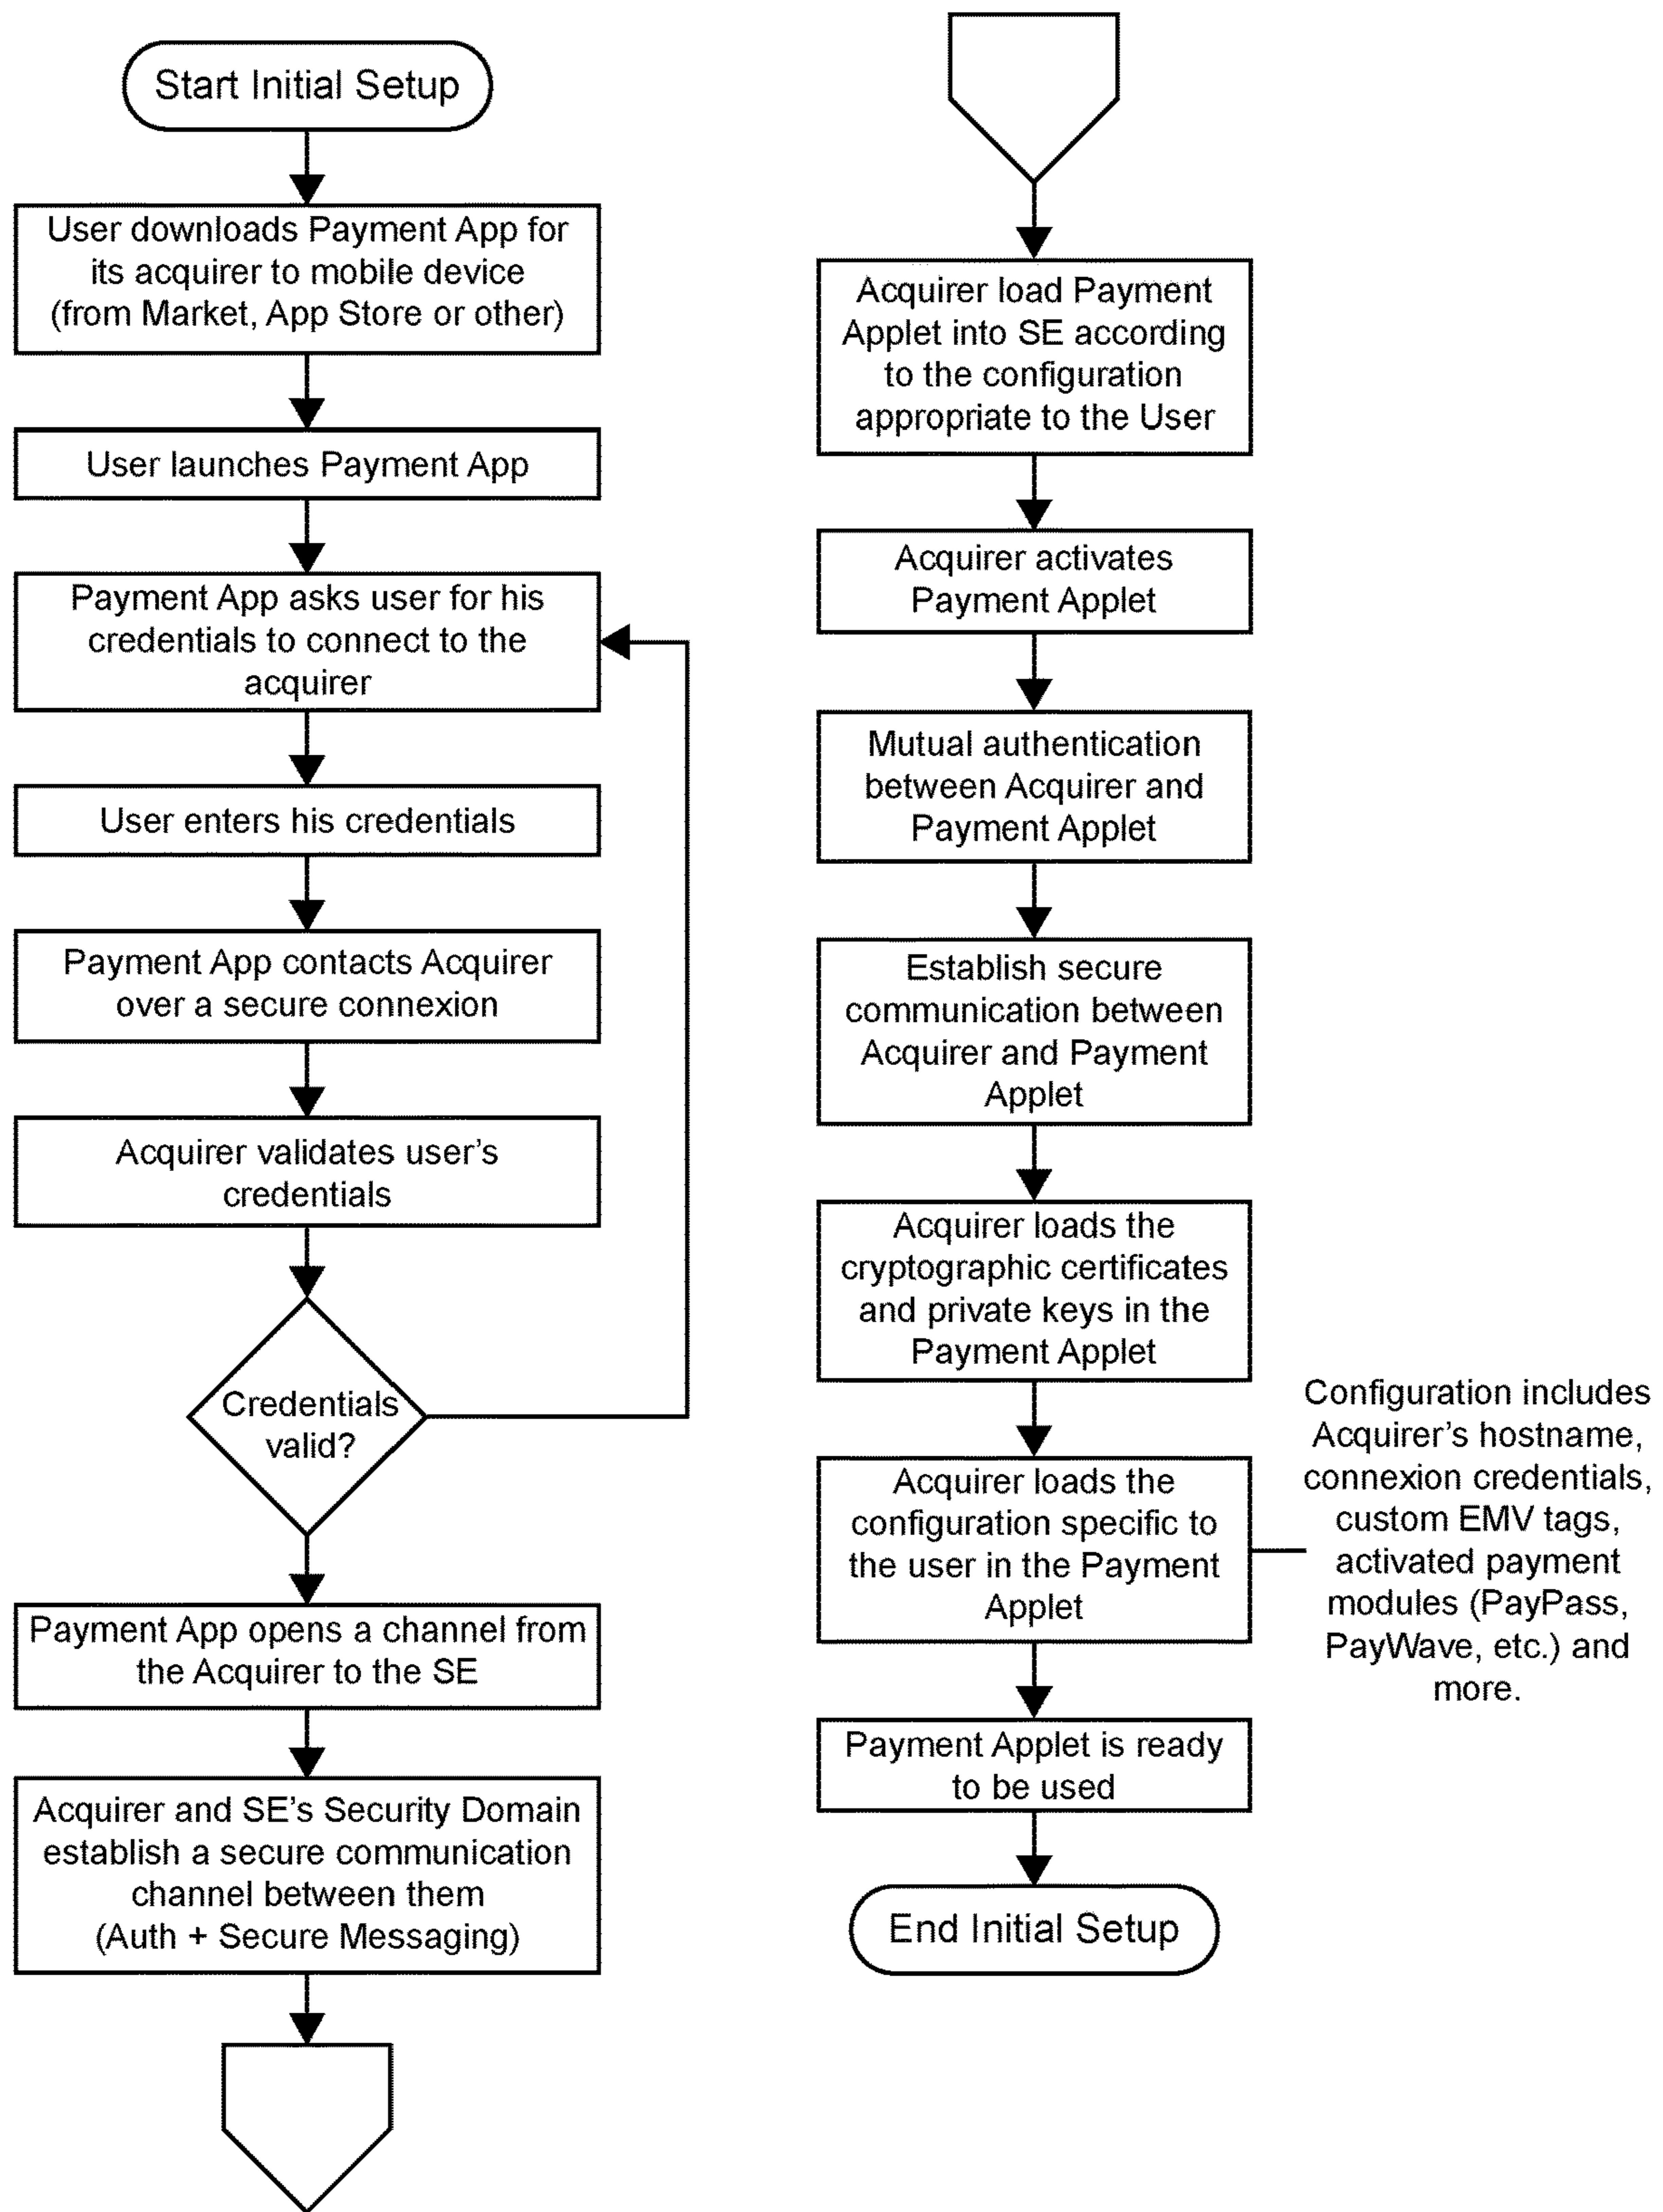 Start Initial Setup
User downloads Payment App for
its acquirer to mobile device
(from Market, App Store or other)
User launches Payment App
Payment App asks user for his
credentials to connect to the
acquirer
User enters his credentials
Payment App contacts Acquirer
over a secure connexion
Acquirer validates user's
credentials
Credentials
valid?
Payment App opens a channel from
the Acquirer to the SE
Acquirer and SE's Security Domain
establish a secure communication
channel between them
(Auth + Secure Messaging)
Acquirer load Payment
Applet into SE according
to the configuration
appropriate to the User
Acquirer activates
Payment Applet
Mutual authentication
between Acquirer and
Payment Applet
Establish secure
communication between
Acquirer and Payment
Applet
Acquirer loads the
cryptographic certificates
and private keys in the
Payment Applet
Acquirer loads the
configuration specific to
the user in the Payment
Applet
Configuration includes
Acquirer's hostname,
connexion credentials,
custom EMV tags,
activated payment
modules (PayPass,
PayWave, etc.) and
more.
Payment Applet is ready
to be used
End Initial Setup